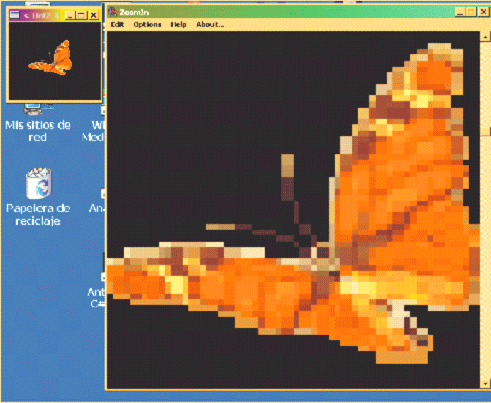 ZoomIn
Edit Options Help About...
Mis sitios de
red
Papelera de
reciclaje